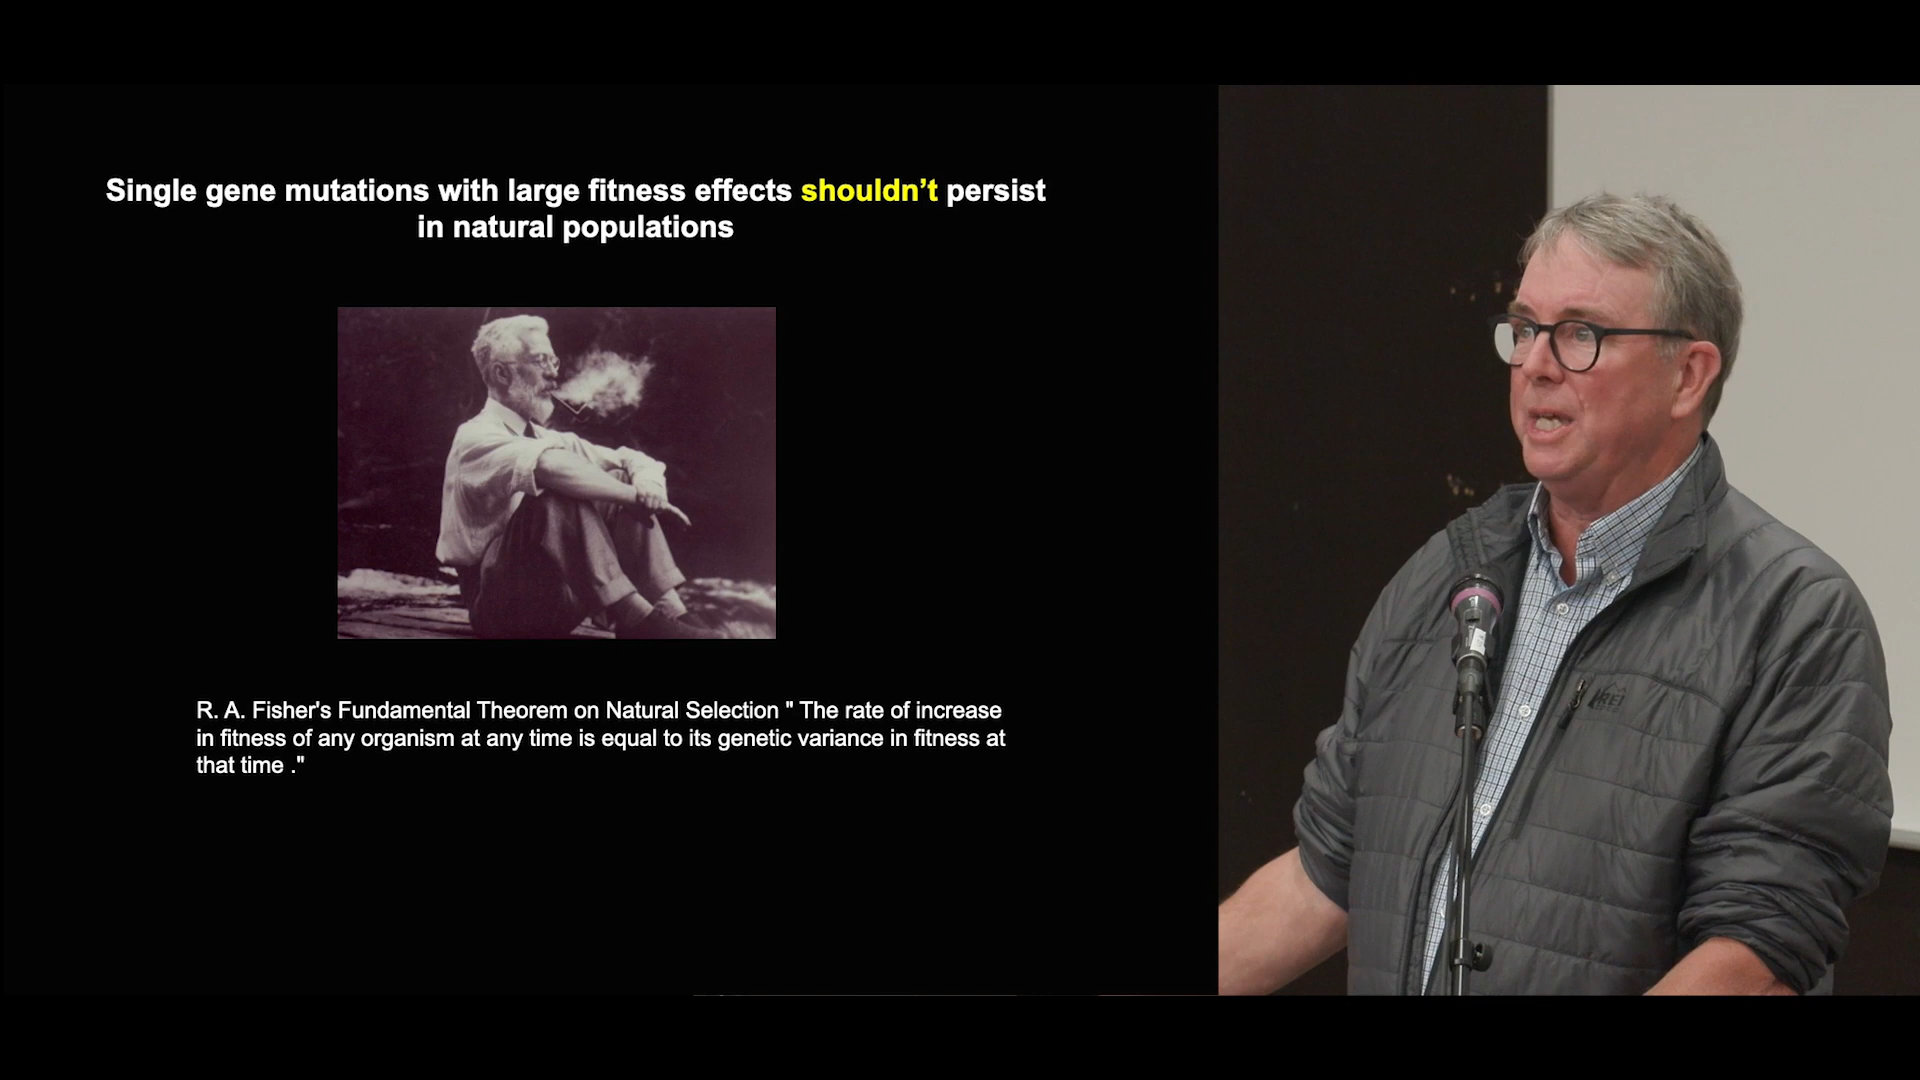 Single gene mutations with large fitness effects shouldn’t persist
in natural populations
R. A. Fisher's Fundamental Theorem on Natural Selection " The rate of increase
in fitness of any organism at any time is equal to its genetic variance in fitness at
that time ."
REI